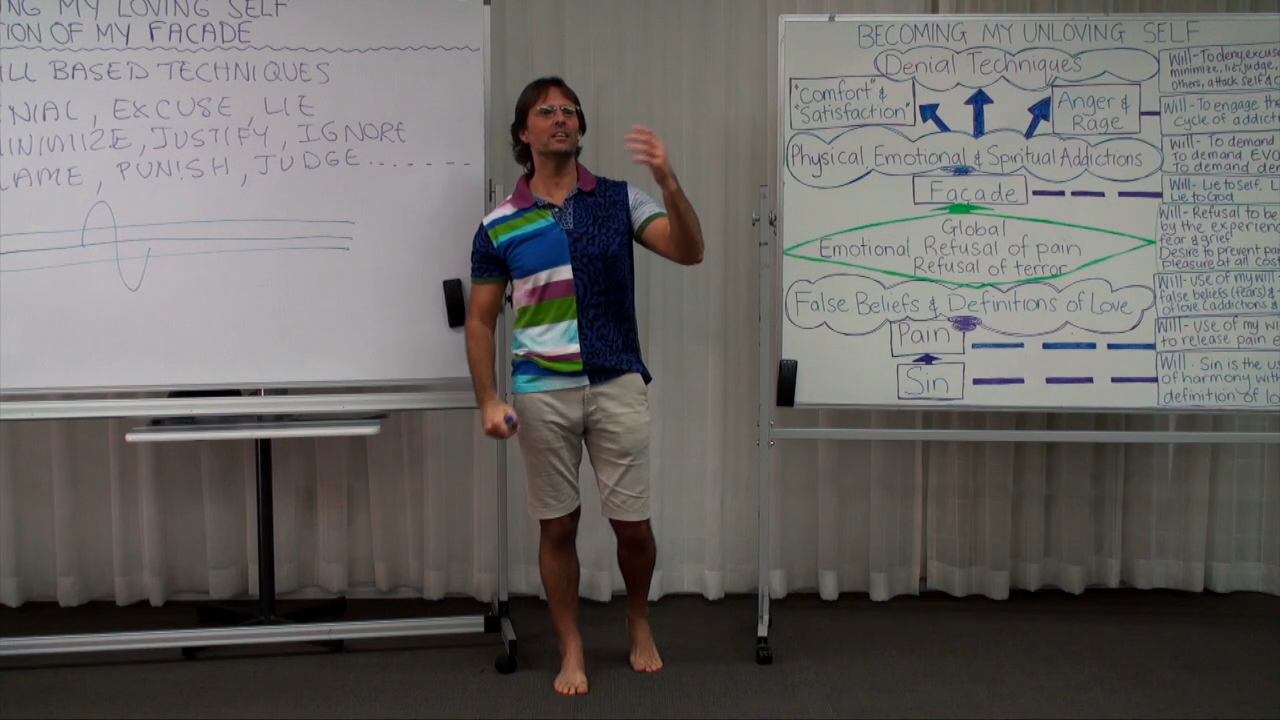 NG MY LOVING SELF
TION OF MY FACADE
ILL BASED TECHNIQUES
ENIAL, EXCUSE, LIE
INIMIZE, JUSTIFY, IGNORE
LAME, PUNISH, JUDGE.....-----
BECOMING MY UNLOVING SELF
Denial Techniques
"Comfort" &
"Satisfaction"
Anger &
Rage
Physical, Emotional & Spiritual Addictions
Facade
Global
Emotional Refusal of pain
Refusal of terror
False Beliefs & Definitions of Love
Pain
Sin
Will - To deny, excuse
minimize, lie, judge,
others, attack self &
Will - To engage the
cycle of addict
Will - To demand
To demand EVO
To demand den
Will - Lie to self, L
Lie to God
Will - Refusal to be
by the experience
fear & grief
Desire to prevent pa
pleasure at all cost
Will - use of my will
false beliefs (fears) &
of love (addictions &
Will - use of my wi
to release pain e
Will - Sin is the us
of harmony with
definition of lo